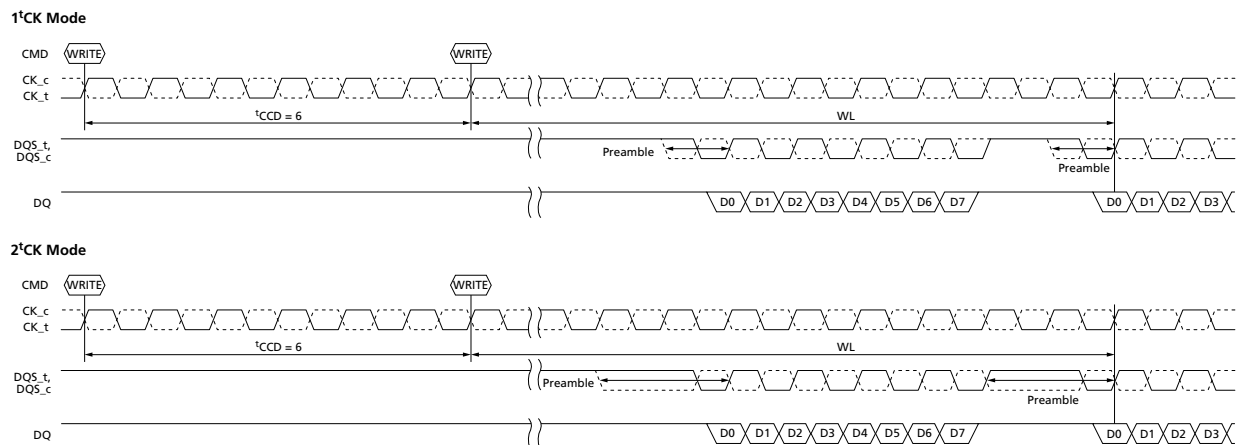 1tCK Mode
CMD WRITE WRITE
CK_c
CK_t
tCCD = 6 WL
DQS_t,
DQS_c
Preamble Preamble
DQ D0 D1 D2 D3 D4 D5 D6 D7 D0 D1 D2 D3
2tCK Mode
CMD WRITE WRITE
CK_c
CK_t
tCCD = 6 WL
DQS_t,
DQS_c
Preamble Preamble
DQ D0 D1 D2 D3 D4 D5 D6 D7 D0 D1 D2 D3